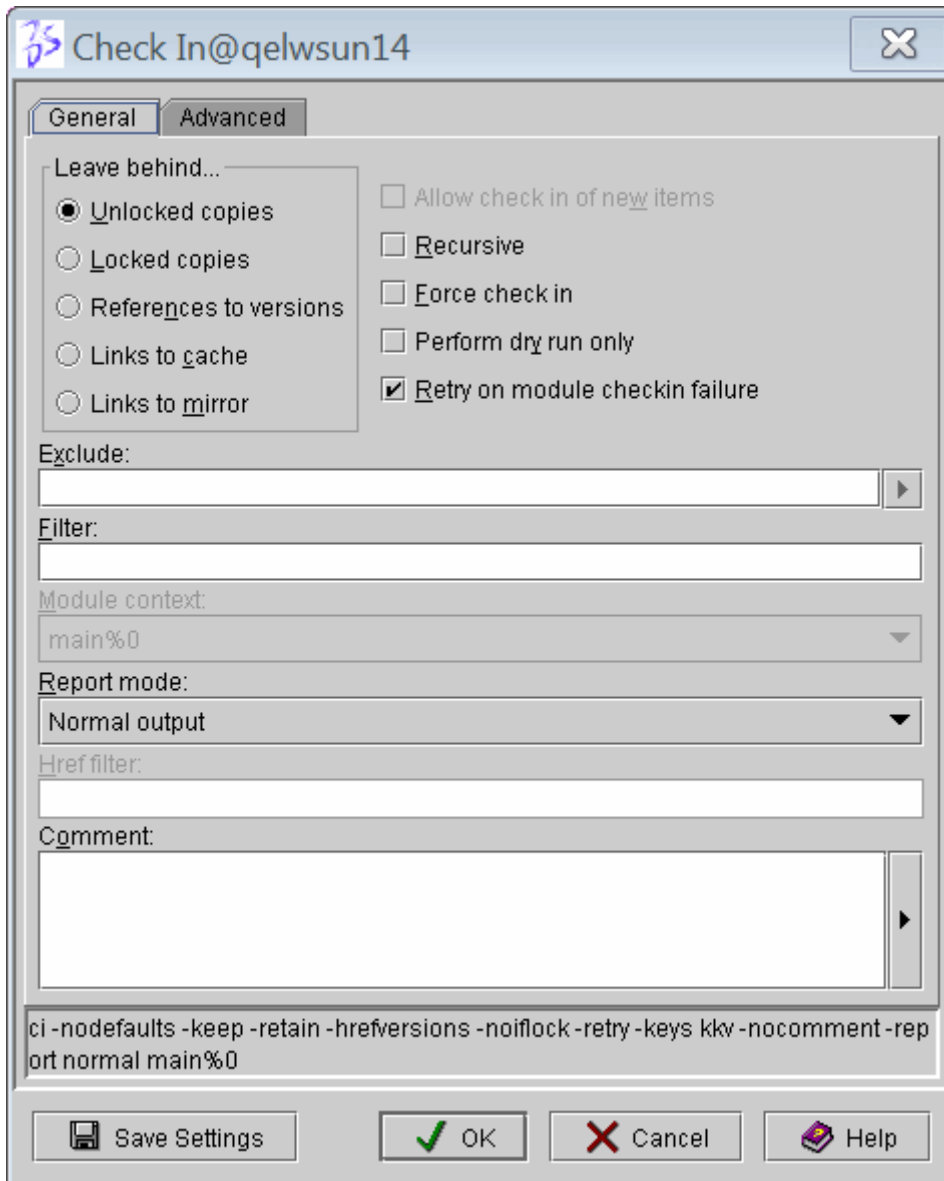 Check In@qelwsun14
General
Advanced
Leave behind...
Unlocked copies
Locked copies
References to versions
Links to cache
Links to mirror
Allow check in of new items
Recursive
Force check in
Perform dry run only
Retry on module checkin failure
Exclude:
Filter:
Module context:
main%0
Report mode:
Normal output
Href filter:
Comment:
ci -nodefaults -keep -retain -hrefversions -noiflock -retry -keys kkv -nocomment -rep
ort normal main%0
Save Settings
OK
Cancel
Help